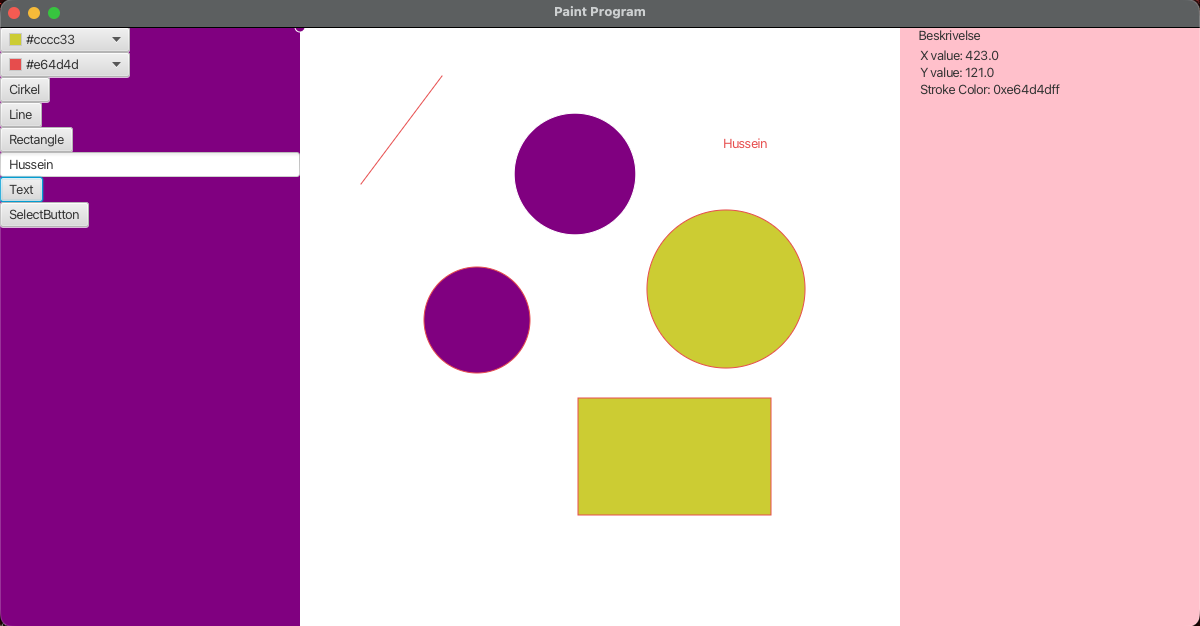 Paint Program
#cccc33
#e64d4d
Cirkel
Line
Rectangle
Hussein
Text
SelectButton
Hussein
Beskrivelse
X value: 423.0
Y value: 121.0
Stroke Color: 0xe64d4dff